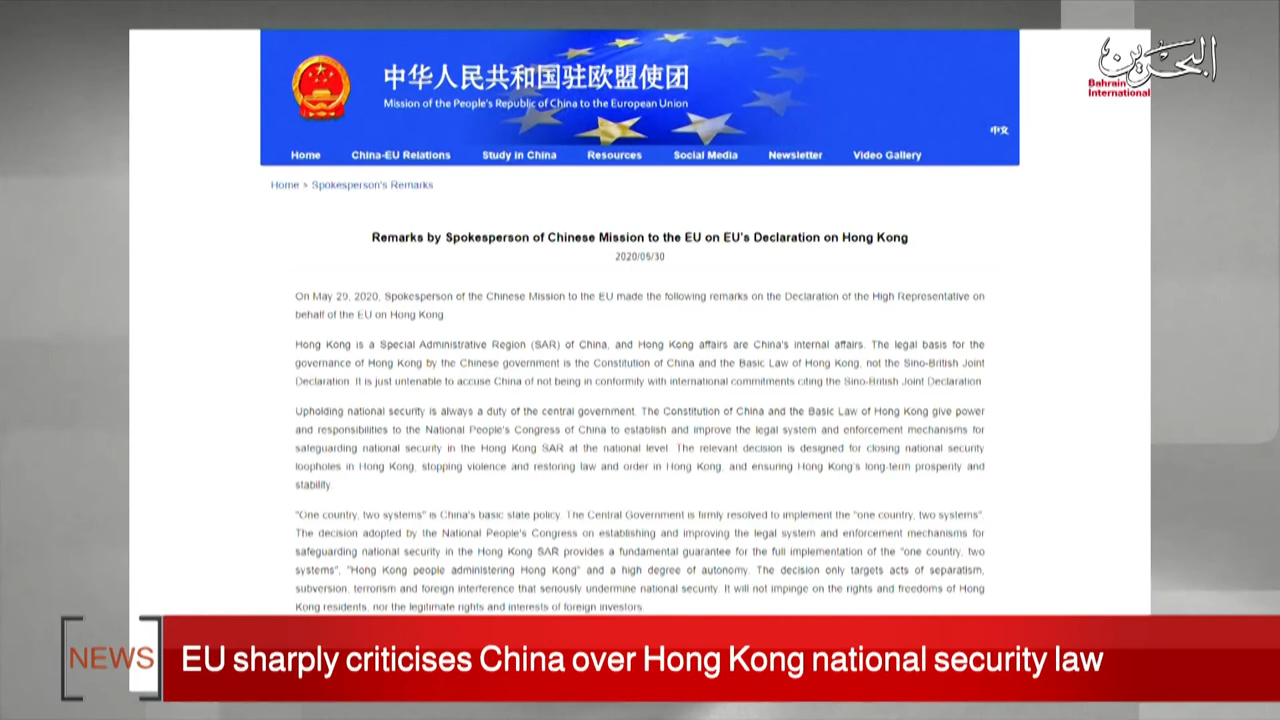 البحرين
Bahrain
International
中华人民共和国驻欧盟使团
Mission of the People's Republic of China to the European Union
中文
Home China-EU Relations Study in China Resources Social Media Newsletter Video Gallery
Home > Spokesperson's Remarks
Remarks by Spokesperson of Chinese Mission to the EU on EU's Declaration on Hong Kong
2020/05/30
On May 29, 2020, Spokesperson of the Chinese Mission to the EU made the following remarks on the Declaration of the High Representative on
behalf of the EU on Hong Kong
Hong Kong is a Special Administrative Region (SAR) of China, and Hong Kong affairs are China's internal affairs. The legal basis for the
governance of Hong Kong by the Chinese government is the Constitution of China and the Basic Law of Hong Kong, not the Sino-British Joint
Declaration. It is just untenable to accuse China of not being in conformity with international commitments citing the Sino-British Joint Declaration
Upholding national security is always a duty of the central government. The Constitution of China and the Basic Law of Hong Kong give power
and responsibilities to the National People's Congress of China to establish and improve the legal system and enforcement mechanisms for
safeguarding national security in the Hong Kong SAR at the national level. The relevant decision is designed for closing national security
loopholes in Hong Kong, stopping violence and restoring law and order in Hong Kong, and ensuring Hong Kong's long-term prosperity and
stability.
"One country, two systems" is China's basic state policy. The Central Government is firmly resolved to implement the "one country, two systems".
The decision adopted by the National People's Congress on establishing and improving the legal system and enforcement mechanisms for
safeguarding national security in the Hong Kong SAR provides a fundamental guarantee for the full implementation of the "one country, two
systems", "Hong Kong people administering Hong Kong" and a high degree of autonomy. The decision only targets acts of separatism,
subversion, terrorism and foreign interference that seriously undermine national security. It will not impinge on the rights and freedoms of Hong
Kong residents, nor the legitimate rights and interests of foreign investors.
NEWS
EU sharply criticises China over Hong Kong national security law